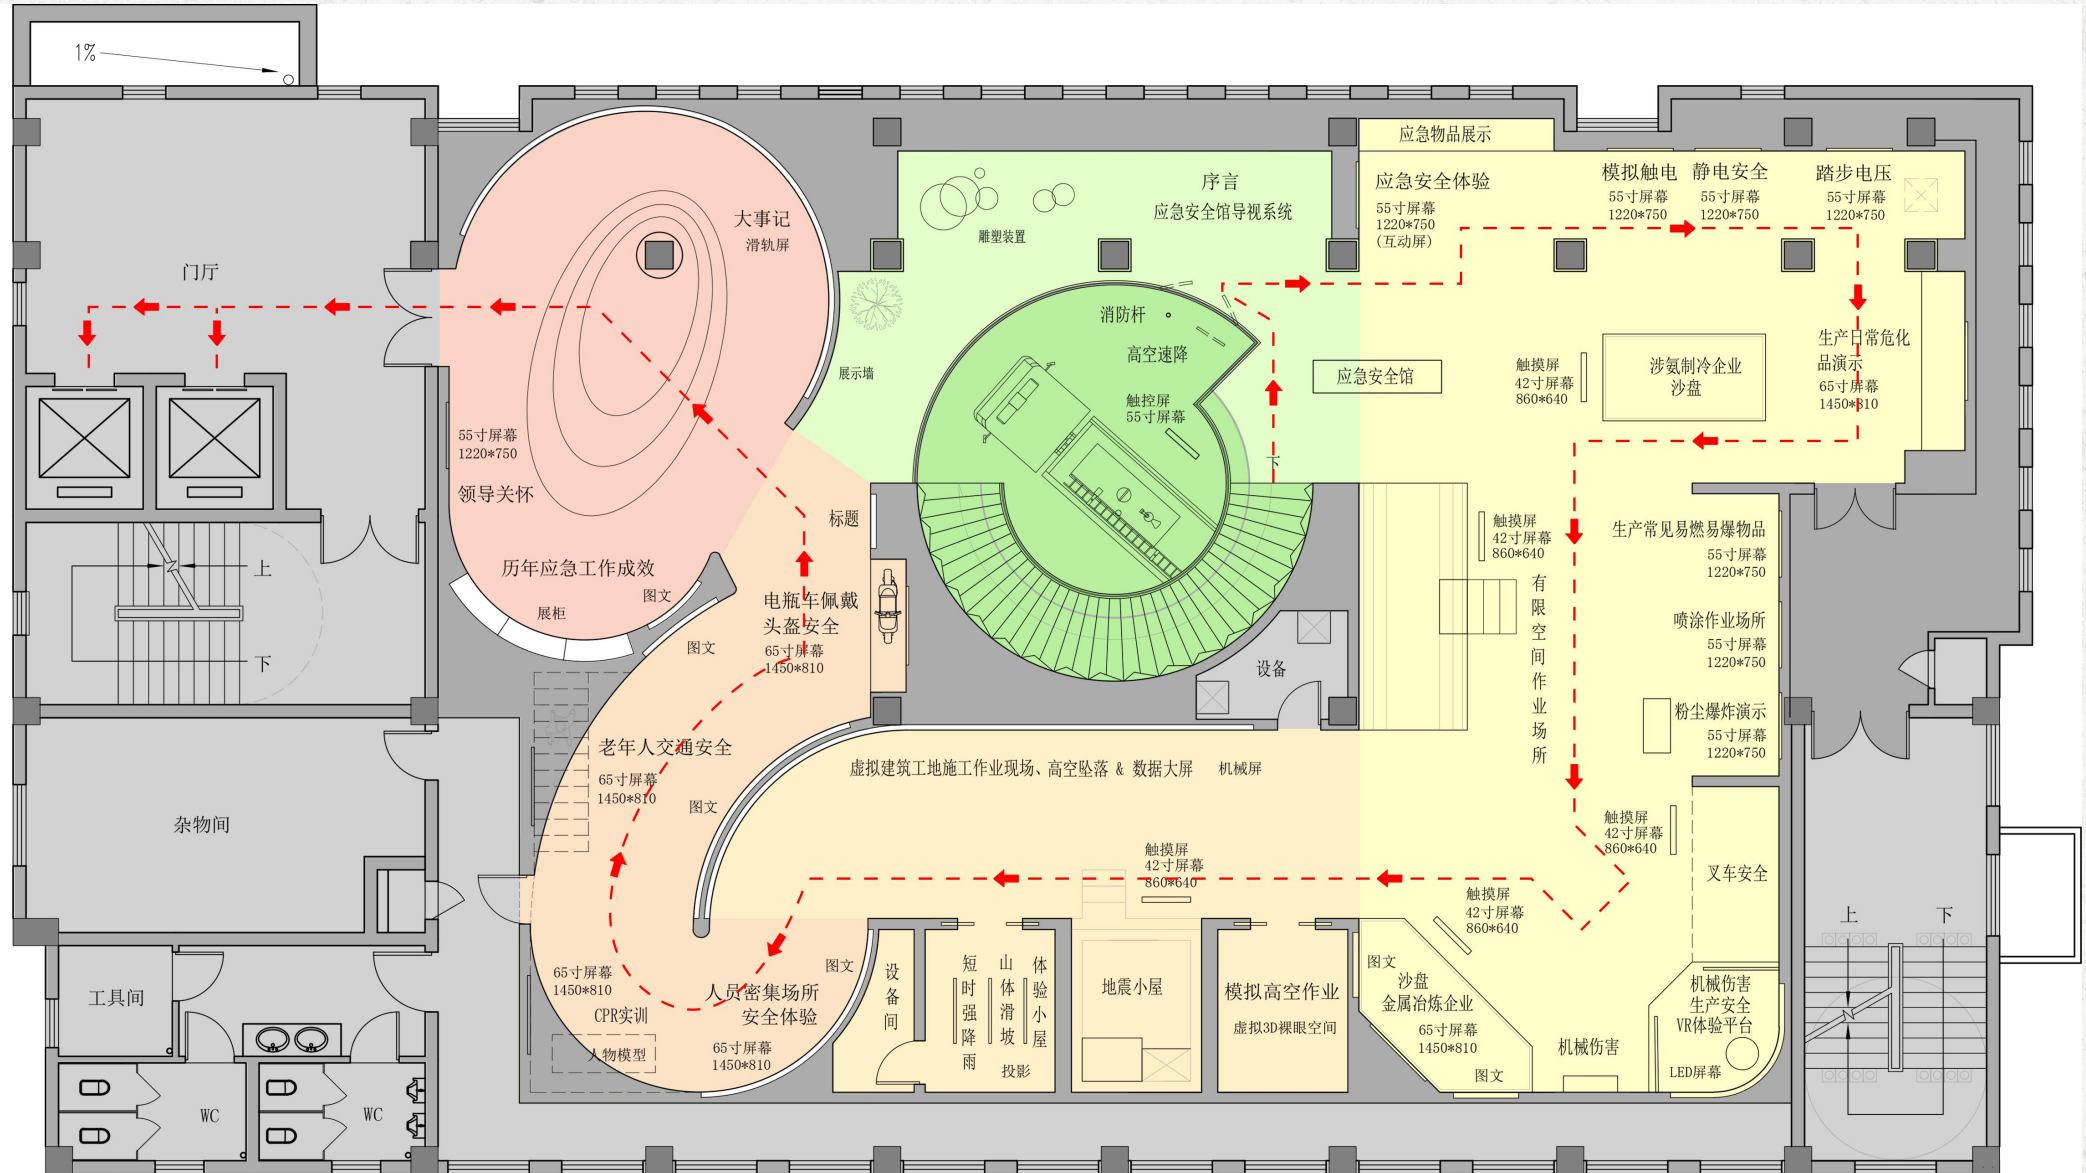 1%
门厅
上
下
杂物间
工具间
WC
WC
大事记
滑轨屏
55寸屏幕
1220*750
领导关怀
历年应急工作成效
展柜
图文
序言
应急安全馆导视系统
雕塑装置
展示墙
消防杆
高空速降
触控屏
55寸屏幕
下
应急安全馆
标题
电瓶车佩戴
头盔安全
65寸屏幕
1450*810
图文
老年人交通安全
65寸屏幕
1450*810
图文
设备
应急物品展示
应急安全体验
55寸屏幕
1220*750
(互动屏)
模拟触电
55寸屏幕
1220*750
静电安全
55寸屏幕
1220*750
踏步电压
55寸屏幕
1220*750
触摸屏
42寸屏幕
860*640
涉氨制冷企业
沙盘
生产日常危化
品演示
65寸屏幕
1450*810
触摸屏
42寸屏幕
860*640
有限空间作业场所
生产常见易燃易爆物品
55寸屏幕
1220*750
喷涂作业场所
55寸屏幕
1220*750
粉尘爆炸演示
55寸屏幕
1220*750
虚拟建筑工地施工作业现场、高空坠落 & 数据大屏
机械屏
触摸屏
42寸屏幕
860*640
触摸屏
42寸屏幕
860*640
叉车安全
触摸屏
42寸屏幕
860*640
上
下
65寸屏幕
1450*810
CPR实训
人物模型
图文
人员密集场所
安全体验
65寸屏幕
1450*810
设备间
短时强降雨
山体滑坡
体验小屋
投影
地震小屋
模拟高空作业
虚拟3D裸眼空间
图文
沙盘
金属冶炼企业
65寸屏幕
1450*810
图文
机械伤害
机械伤害
生产安全
VR体验平台
LED屏幕